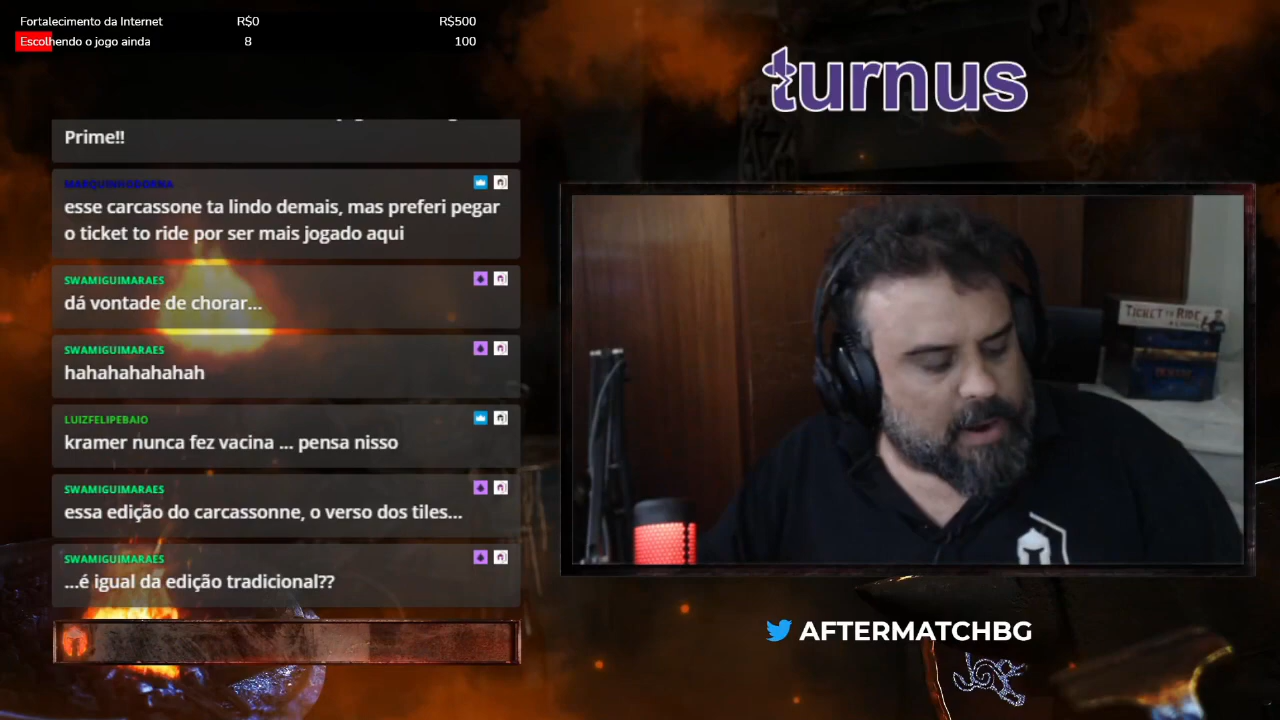 Fortalecimento da Internet R$0 R$500
Escolhendo o jogo ainda 8 100
turnus
Prime!!
esse carcassone ta lindo demais, mas preferi pegar
o ticket to ride por ser mais jogado aqui
SWAMIGUIMARAES
dá vontade de chorar...
SWAMIGUIMARAES
hahahahahahah
LUIZFELIPEBAIO
kramer nunca fez vacina ... pensa nisso
SWAMIGUIMARAES
essa edição do carcassonne, o verso dos tiles...
SWAMIGUIMARAES
...é igual da edição tradicional??
TICKET TO RIDE
AFTERMATCHBG